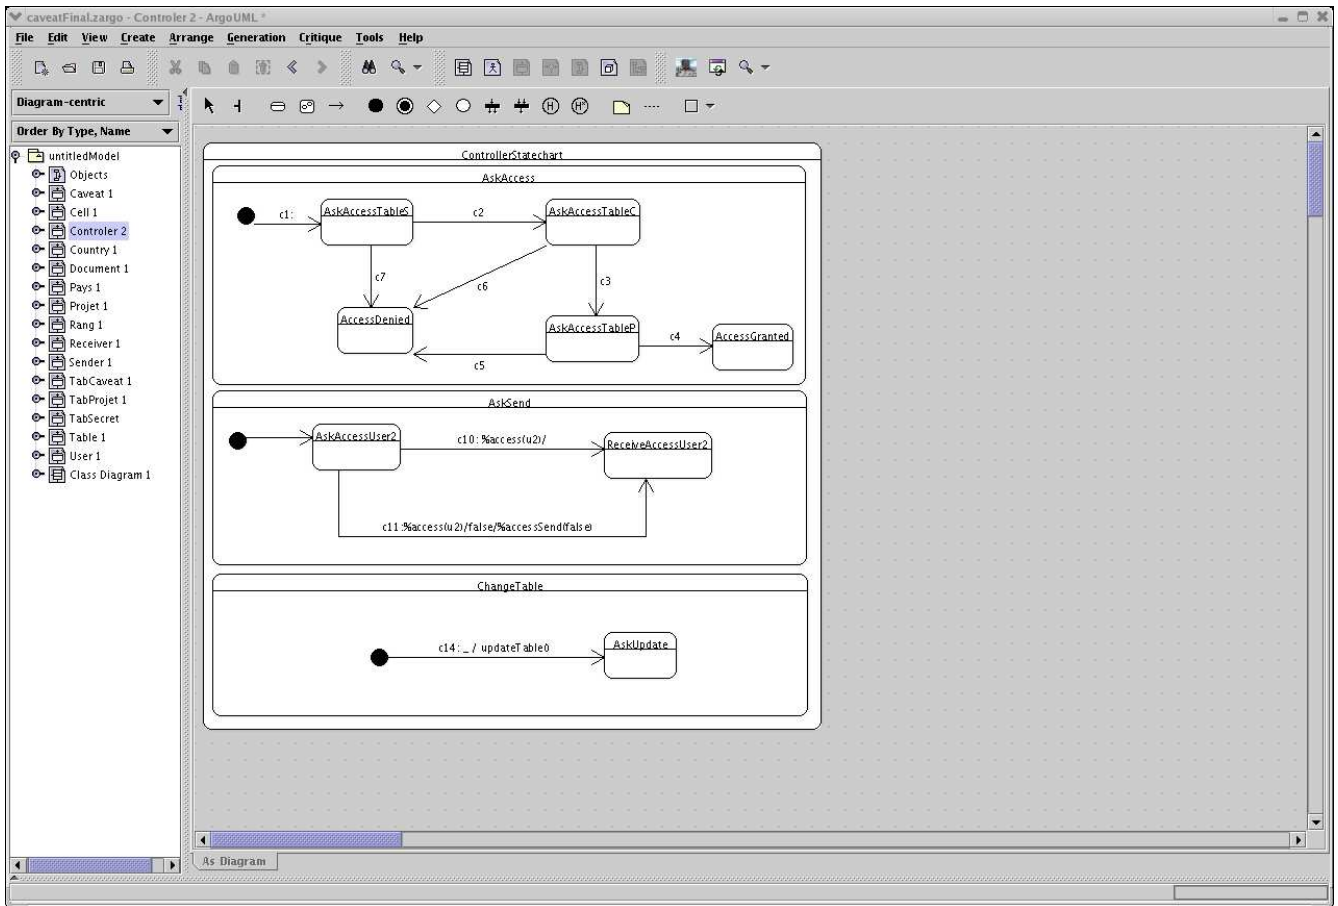 caveatFinal.zargo - Controler 2 - ArgoUML *
File Edit View Create Arrange Generation Critique Tools Help
Diagram-centric
Order By Type, Name
untitledModel
Objects
Caveat 1
Cell 1
Controler 2
Country 1
Document 1
Pays 1
Projet 1
Rang 1
Receiver 1
Sender 1
TabCaveat 1
TabProjet 1
TabSecret
Table 1
User 1
Class Diagram 1
ControllerStatechart
AskAccess
c1:
AskAccessTableS
c2
AskAccessTableC
c7
c6
c3
AccessDenied
AskAccessTableP
c4
AccessGranted
c5
AskSend
AskAccessUser2
c10: %access(u2)/
ReceiveAccessUser2
c11:%access(u2)/false/%accessSend(false)
ChangeTable
c14: _ / updateTable()
AskUpdate
As Diagram